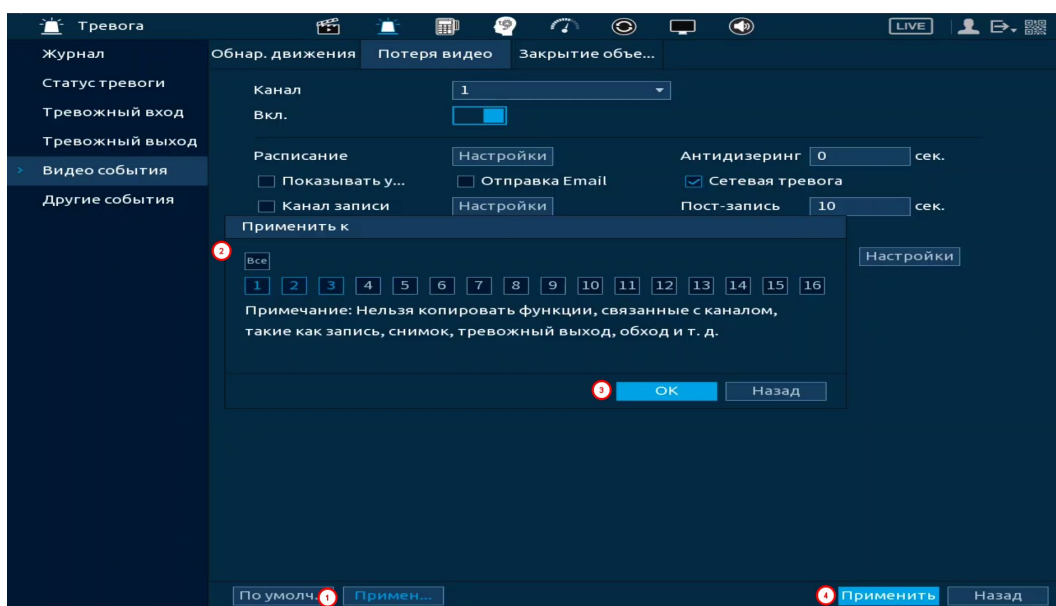 Тревога
LIVE
Журнал
Статус тревоги
Тревожный вход
Тревожный выход
Видео события
Другие события
Обнар. движения Потеря видео Закрытие объе...
Канал 1
Вкл.
Расписание Настройки Антидизеринг 0 сек.
Показывать у... Отправка Email Сетевая тревога
Канал записи Настройки Пост-запись 10 сек.
Настройки
Применить к
2
Все
1 2 3 4 5 6 7 8 9 10 11 12 13 14 15 16
Примечание: Нельзя копировать функции, связанные с каналом,
такие как запись, снимок, тревожный выход, обход и т. д.
3 OK Назад
По умолч. 1 Примен... 4 Применить Назад